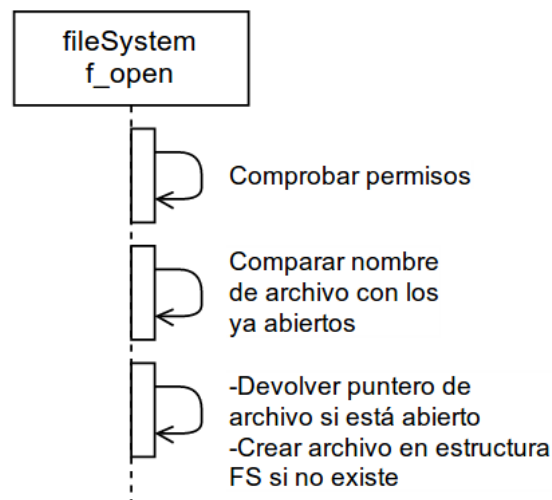 fileSystem
f_open
Comprobar permisos
Comparar nombre
de archivo con los
ya abiertos
-Devolver puntero de
archivo si está abierto
-Crear archivo en estructura
FS si no existe